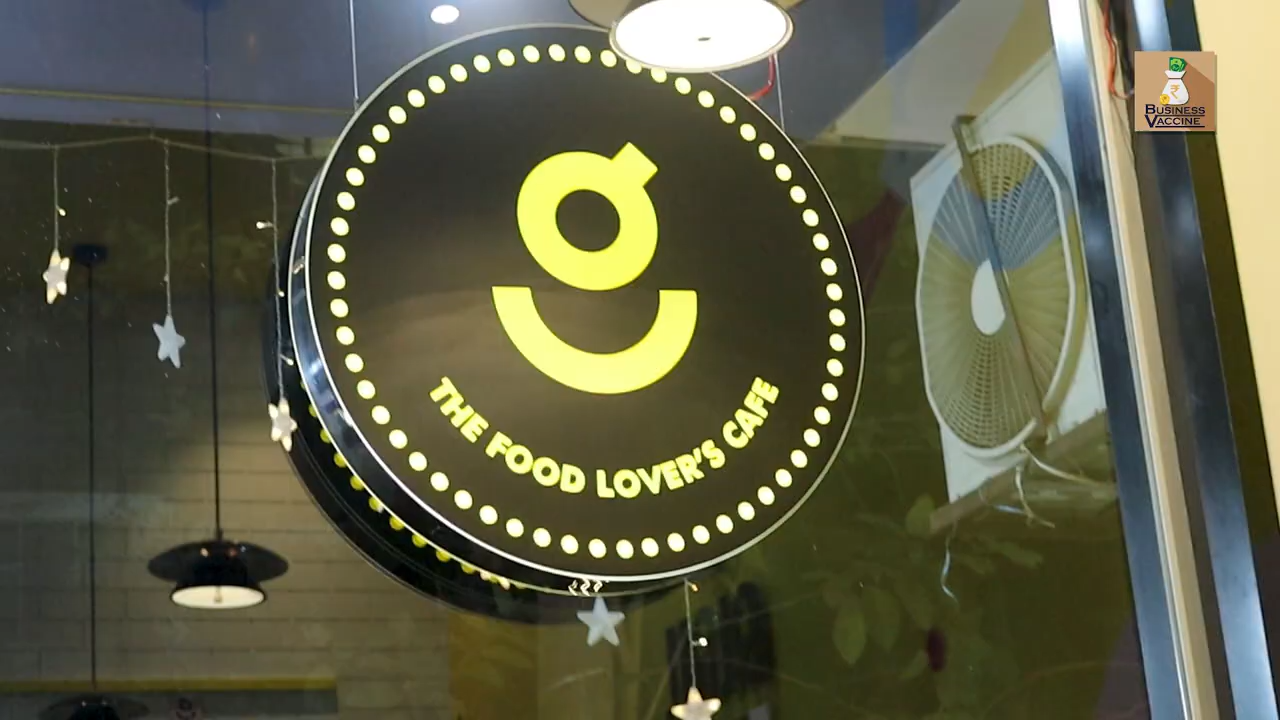 g
THE FOOD LOVER'S CAFE
₹
BUSINESS
VACCINE